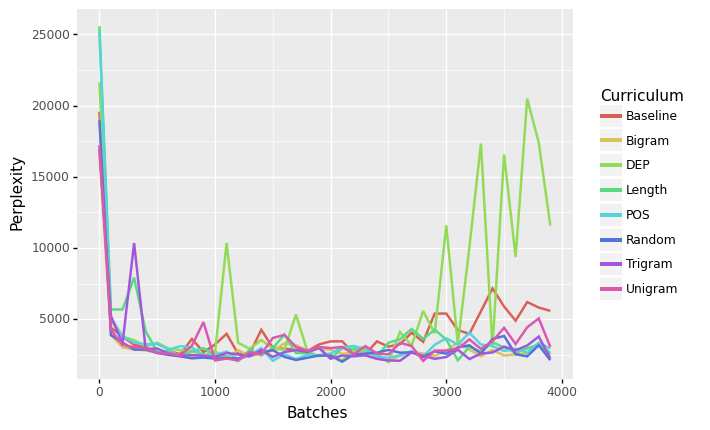 25000
20000
15000
10000
5000
Perplexity
0
1000
2000
3000
4000
Batches
Curriculum
Baseline
Bigram
DEP
Length
POS
Random
Trigram
Unigram